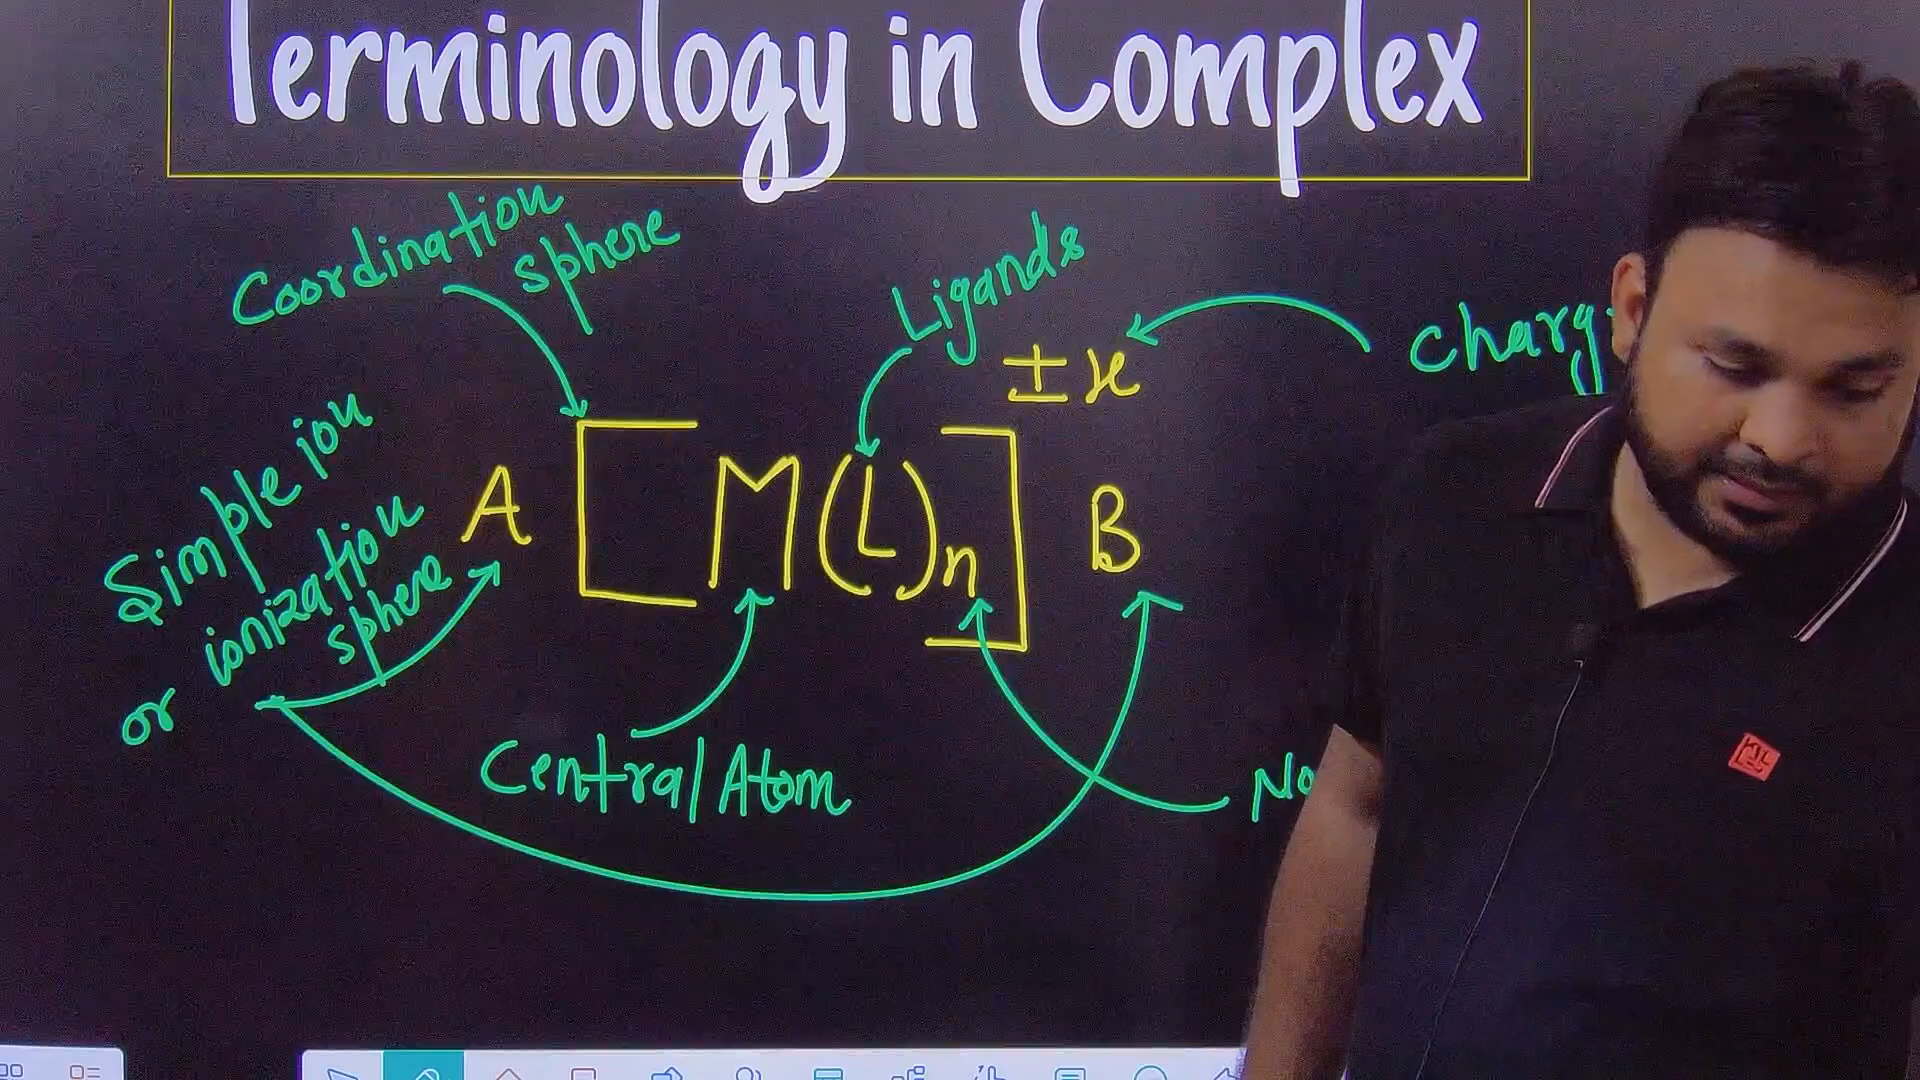 Terminology in Complex
Coordination
sphere
Ligands
± x
Simple ion
or ionization
sphere
A [ M (L)n ] B
Central Atom